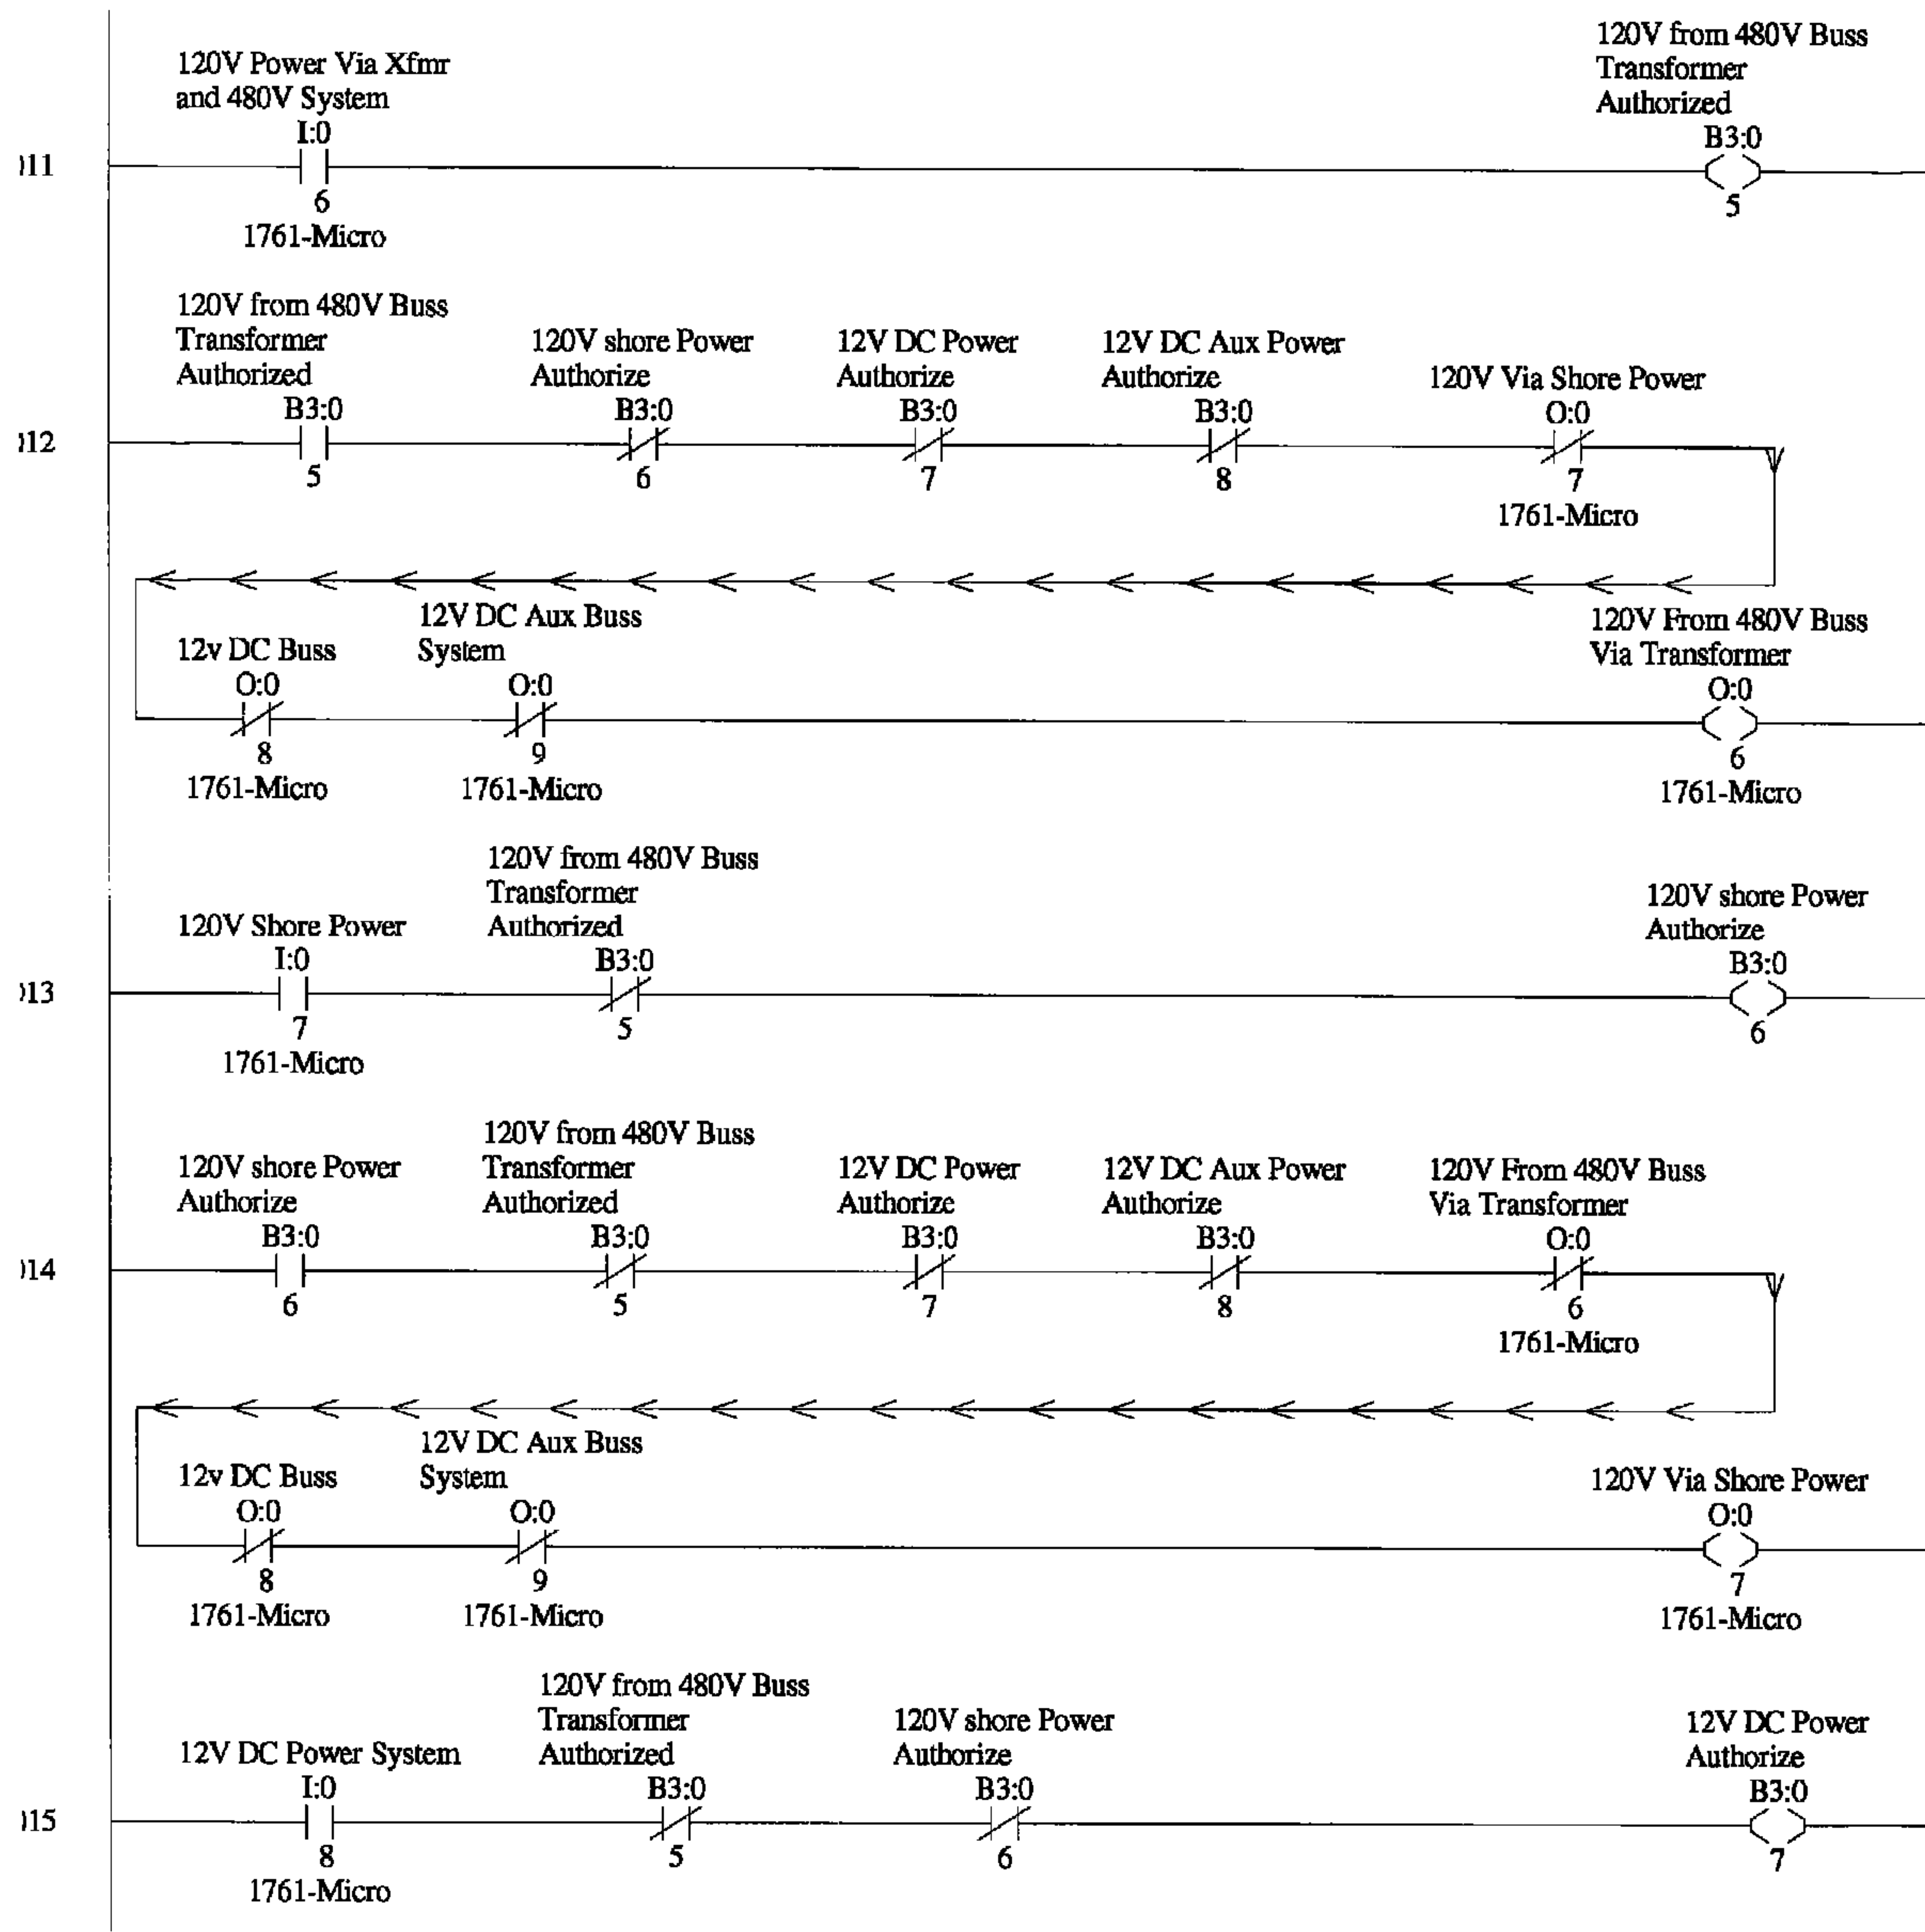 120V Power Via Xfmr
and 480V System
I:0
6
1761-Micro
120V from 480V Buss
Transformer
Authorized
B3:0
5
)11
120V from 480V Buss
Transformer
Authorized
B3:0
5
120V shore Power
Authorize
B3:0
6
12V DC Power
Authorize
B3:0
7
12V DC Aux Power
Authorize
B3:0
8
120V Via Shore Power
O:0
7
1761-Micro
)12
12v DC Buss
O:0
8
1761-Micro
12V DC Aux Buss
System
O:0
9
1761-Micro
120V From 480V Buss
Via Transformer
O:0
6
1761-Micro
120V Shore Power
I:0
7
1761-Micro
120V from 480V Buss
Transformer
Authorized
B3:0
5
120V shore Power
Authorize
B3:0
6
)13
120V shore Power
Authorize
B3:0
6
120V from 480V Buss
Transformer
Authorized
B3:0
5
12V DC Power
Authorize
B3:0
7
12V DC Aux Power
Authorize
B3:0
8
120V From 480V Buss
Via Transformer
O:0
6
1761-Micro
)14
12v DC Buss
O:0
8
1761-Micro
12V DC Aux Buss
System
O:0
9
1761-Micro
120V Via Shore Power
O:0
7
1761-Micro
12V DC Power System
I:0
8
1761-Micro
120V from 480V Buss
Transformer
Authorized
B3:0
5
120V shore Power
Authorize
B3:0
6
12V DC Power
Authorize
B3:0
7
)15